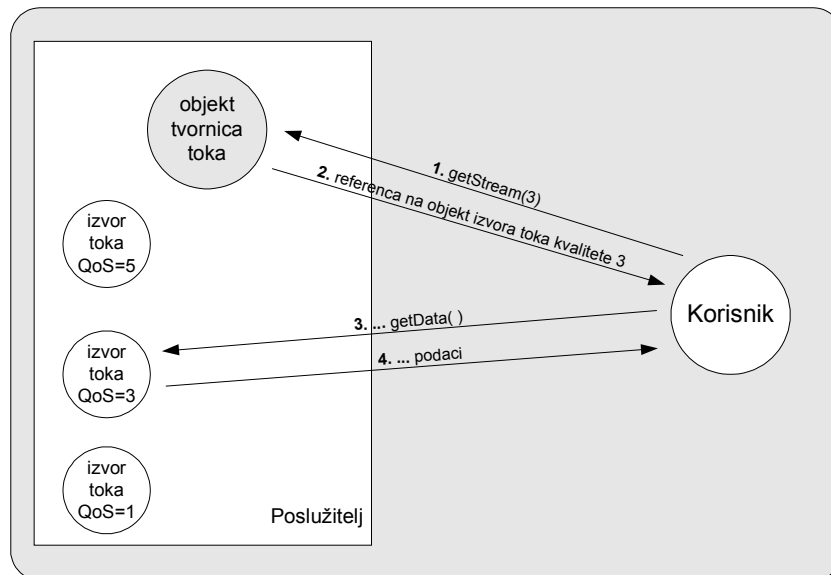 objekt
tvornica
toka
1. getStream(3)
2. referenca na objekt izvora toka kvalitete 3
izvor
toka
QoS=5
Korisnik
3. ... getData( )
izvor
toka
QoS=3
4. ... podaci
izvor
toka
QoS=1
Poslužitelj